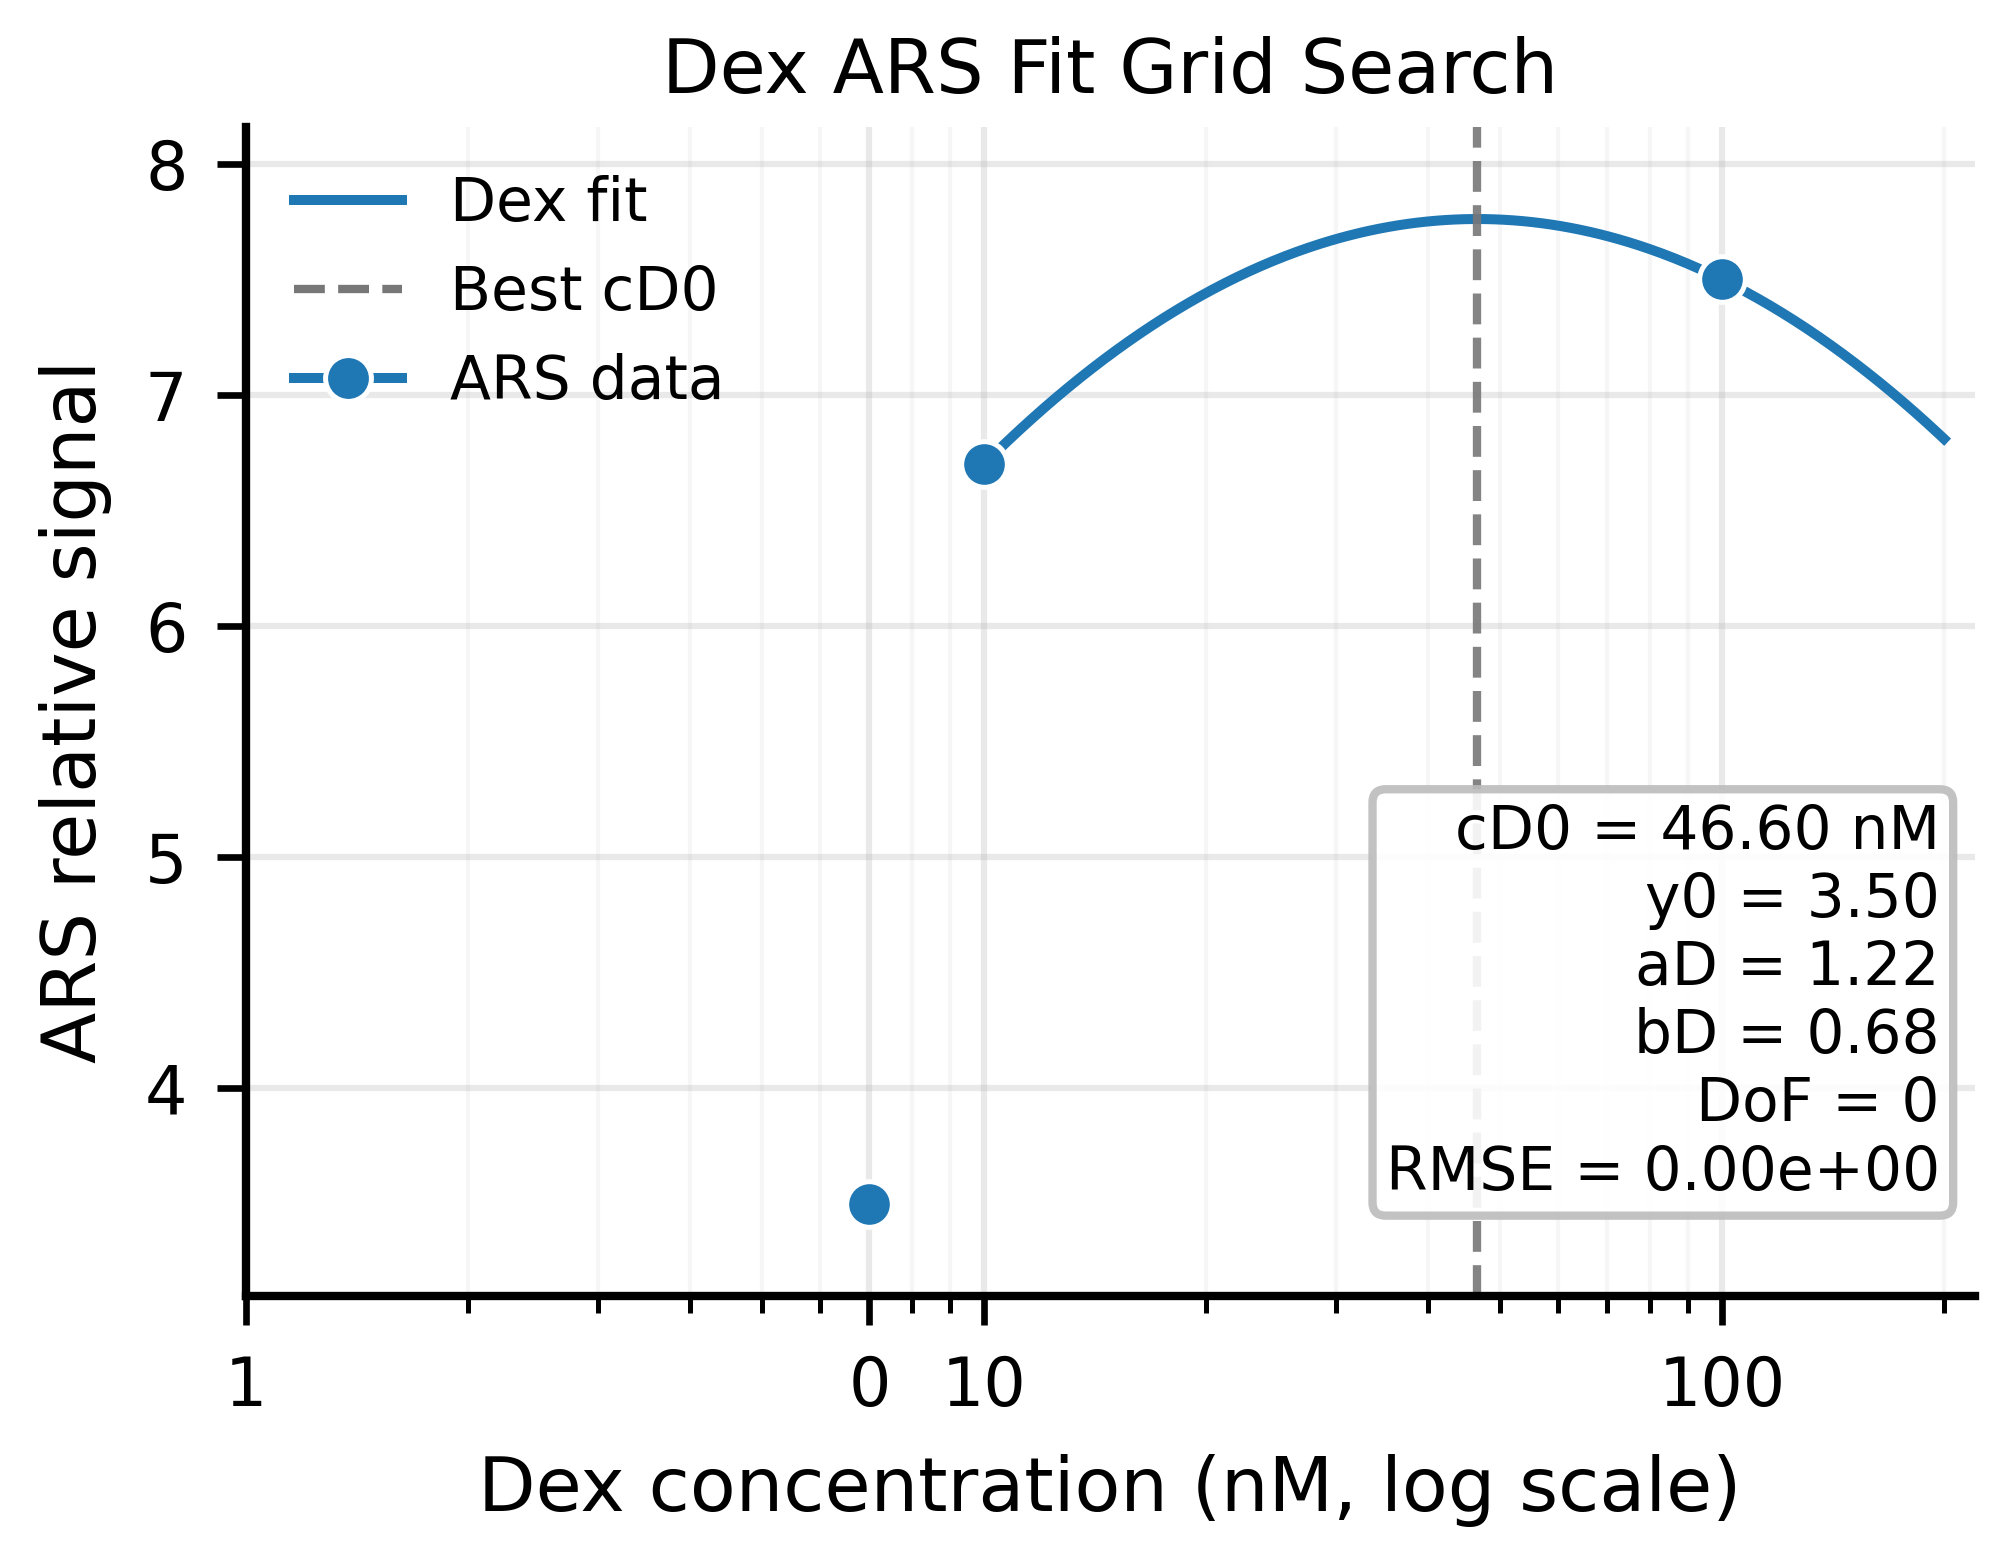 Dex ARS Fit Grid Search
ARS relative signal
8
7
6
5
4
Dex fit
Best cD0
ARS data
cD0 = 46.60 nM
y0 = 3.50
aD = 1.22
bD = 0.68
DoF = 0
RMSE = 0.00e+00
1 0 10 100
Dex concentration (nM, log scale)